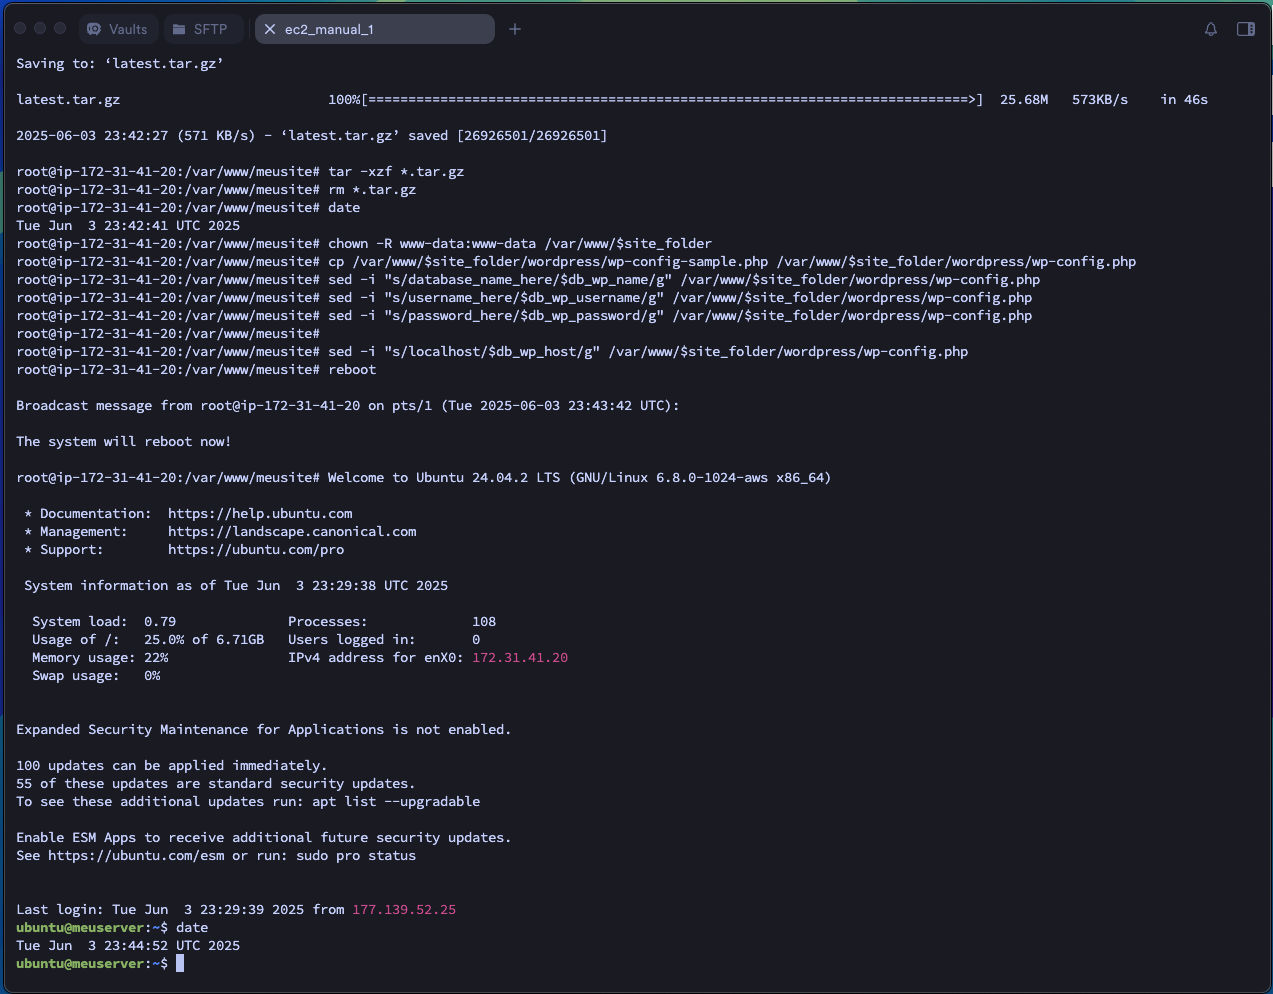 Vaults SFTP ec2_manual_1
Saving to: ‘latest.tar.gz’
latest.tar.gz 100%[===========================================================================>] 25.68M 573KB/s in 46s
2025-06-03 23:42:27 (571 KB/s) - ‘latest.tar.gz’ saved [26926501/26926501]
root@ip-172-31-41-20:/var/www/meusite# tar -xzf *.tar.gz
root@ip-172-31-41-20:/var/www/meusite# rm *.tar.gz
root@ip-172-31-41-20:/var/www/meusite# date
Tue Jun  3 23:42:41 UTC 2025
root@ip-172-31-41-20:/var/www/meusite# chown -R www-data:www-data /var/www/$site_folder
root@ip-172-31-41-20:/var/www/meusite# cp /var/www/$site_folder/wordpress/wp-config-sample.php /var/www/$site_folder/wordpress/wp-config.php
root@ip-172-31-41-20:/var/www/meusite# sed -i "s/database_name_here/$db_wp_name/g" /var/www/$site_folder/wordpress/wp-config.php
root@ip-172-31-41-20:/var/www/meusite# sed -i "s/username_here/$db_wp_username/g" /var/www/$site_folder/wordpress/wp-config.php
root@ip-172-31-41-20:/var/www/meusite# sed -i "s/password_here/$db_wp_password/g" /var/www/$site_folder/wordpress/wp-config.php
root@ip-172-31-41-20:/var/www/meusite#
root@ip-172-31-41-20:/var/www/meusite# sed -i "s/localhost/$db_wp_host/g" /var/www/$site_folder/wordpress/wp-config.php
root@ip-172-31-41-20:/var/www/meusite# reboot
Broadcast message from root@ip-172-31-41-20 on pts/1 (Tue 2025-06-03 23:43:42 UTC):
The system will reboot now!
root@ip-172-31-41-20:/var/www/meusite# Welcome to Ubuntu 24.04.2 LTS (GNU/Linux 6.8.0-1024-aws x86_64)
* Documentation:  https://help.ubuntu.com
* Management:     https://landscape.canonical.com
* Support:        https://ubuntu.com/pro
System information as of Tue Jun  3 23:29:38 UTC 2025
System load:  0.79              Processes:             108
Usage of /:   25.0% of 6.71GB   Users logged in:       0
Memory usage: 22%               IPv4 address for enX0: 172.31.41.20
Swap usage:   0%
Expanded Security Maintenance for Applications is not enabled.
100 updates can be applied immediately.
55 of these updates are standard security updates.
To see these additional updates run: apt list --upgradable
Enable ESM Apps to receive additional future security updates.
See https://ubuntu.com/esm or run: sudo pro status
Last login: Tue Jun  3 23:29:39 2025 from 177.139.52.25
ubuntu@meuserver:~$ date
Tue Jun  3 23:44:52 UTC 2025
ubuntu@meuserver:~$